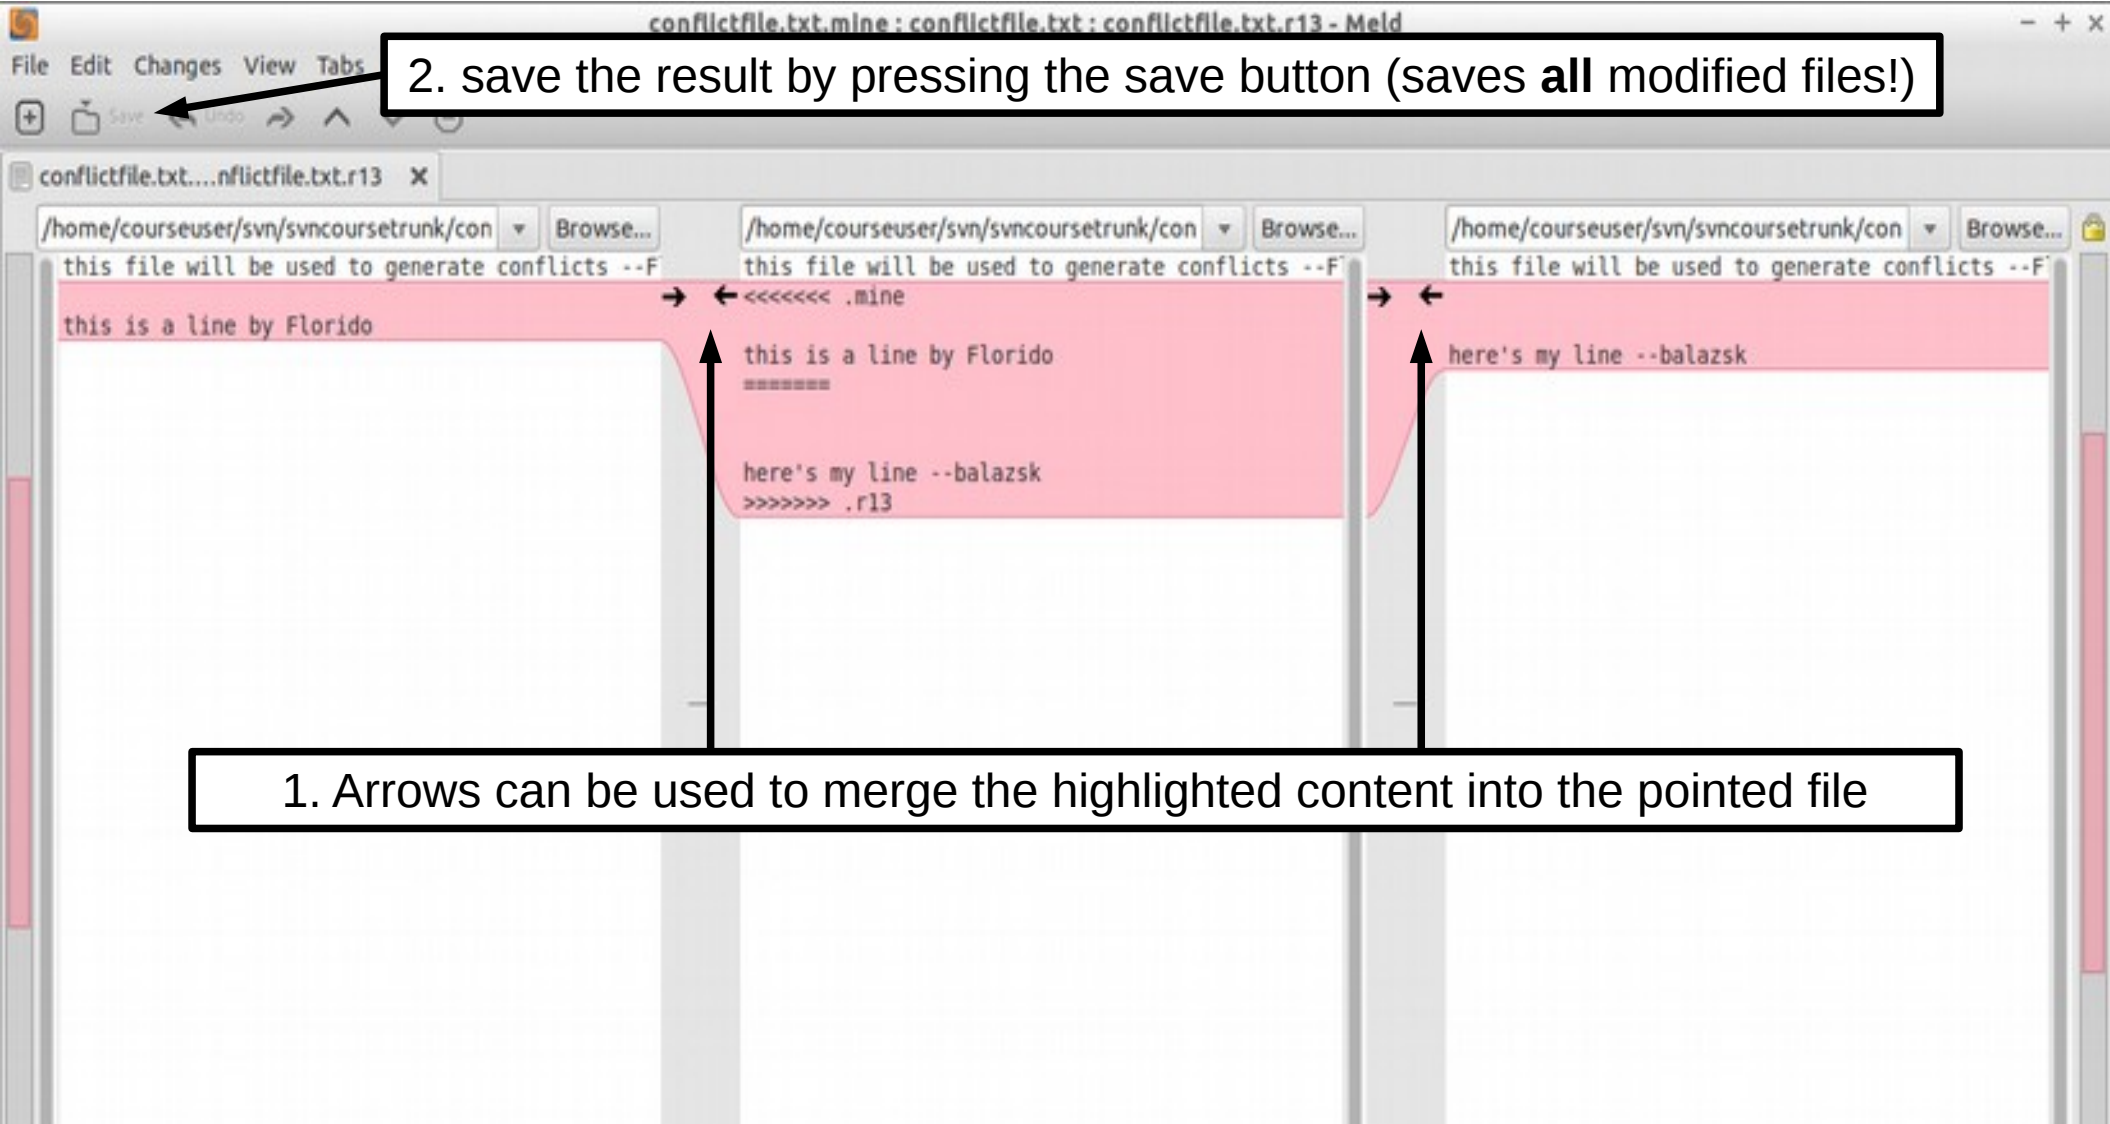 conflictfile.txt.mine : conflictfile.txt : conflictfile.txt.r13 - Meld
File Edit Changes View Tabs
2. save the result by pressing the save button (saves all modified files!)
Save Undo
conflictfile.txt....nflictfile.txt.r13
/home/courseuser/svn/svncoursetrunk/con Browse... /home/courseuser/svn/svncoursetrunk/con Browse... /home/courseuser/svn/svncoursetrunk/con Browse...
this file will be used to generate conflicts --F
this is a line by Florido
this file will be used to generate conflicts --F
<<<<<<< .mine
this is a line by Florido
=======
here's my line --balazsk
>>>>>>> .r13
this file will be used to generate conflicts --F
here's my line --balazsk
1. Arrows can be used to merge the highlighted content into the pointed file